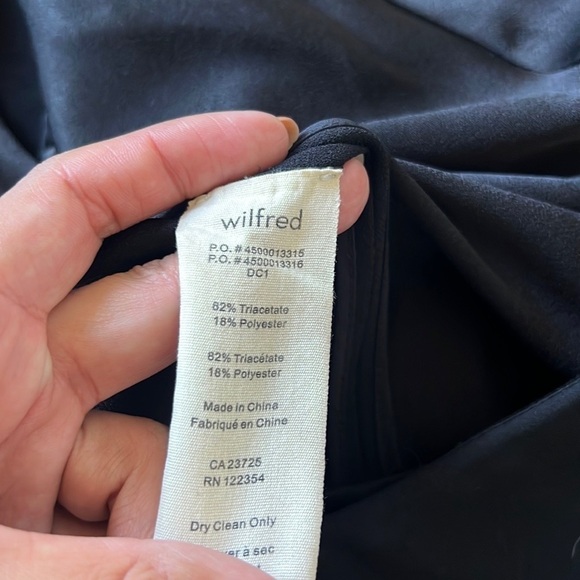 wilfred
P.O. # 4500013315
P.O. # 4500013316
DC1
82% Triacetate
18% Polyester
82% Triacétate
18% Polyester
Made in China
Fabriqué en Chine
CA 23725
RN 122354
Dry Clean Only
à sec